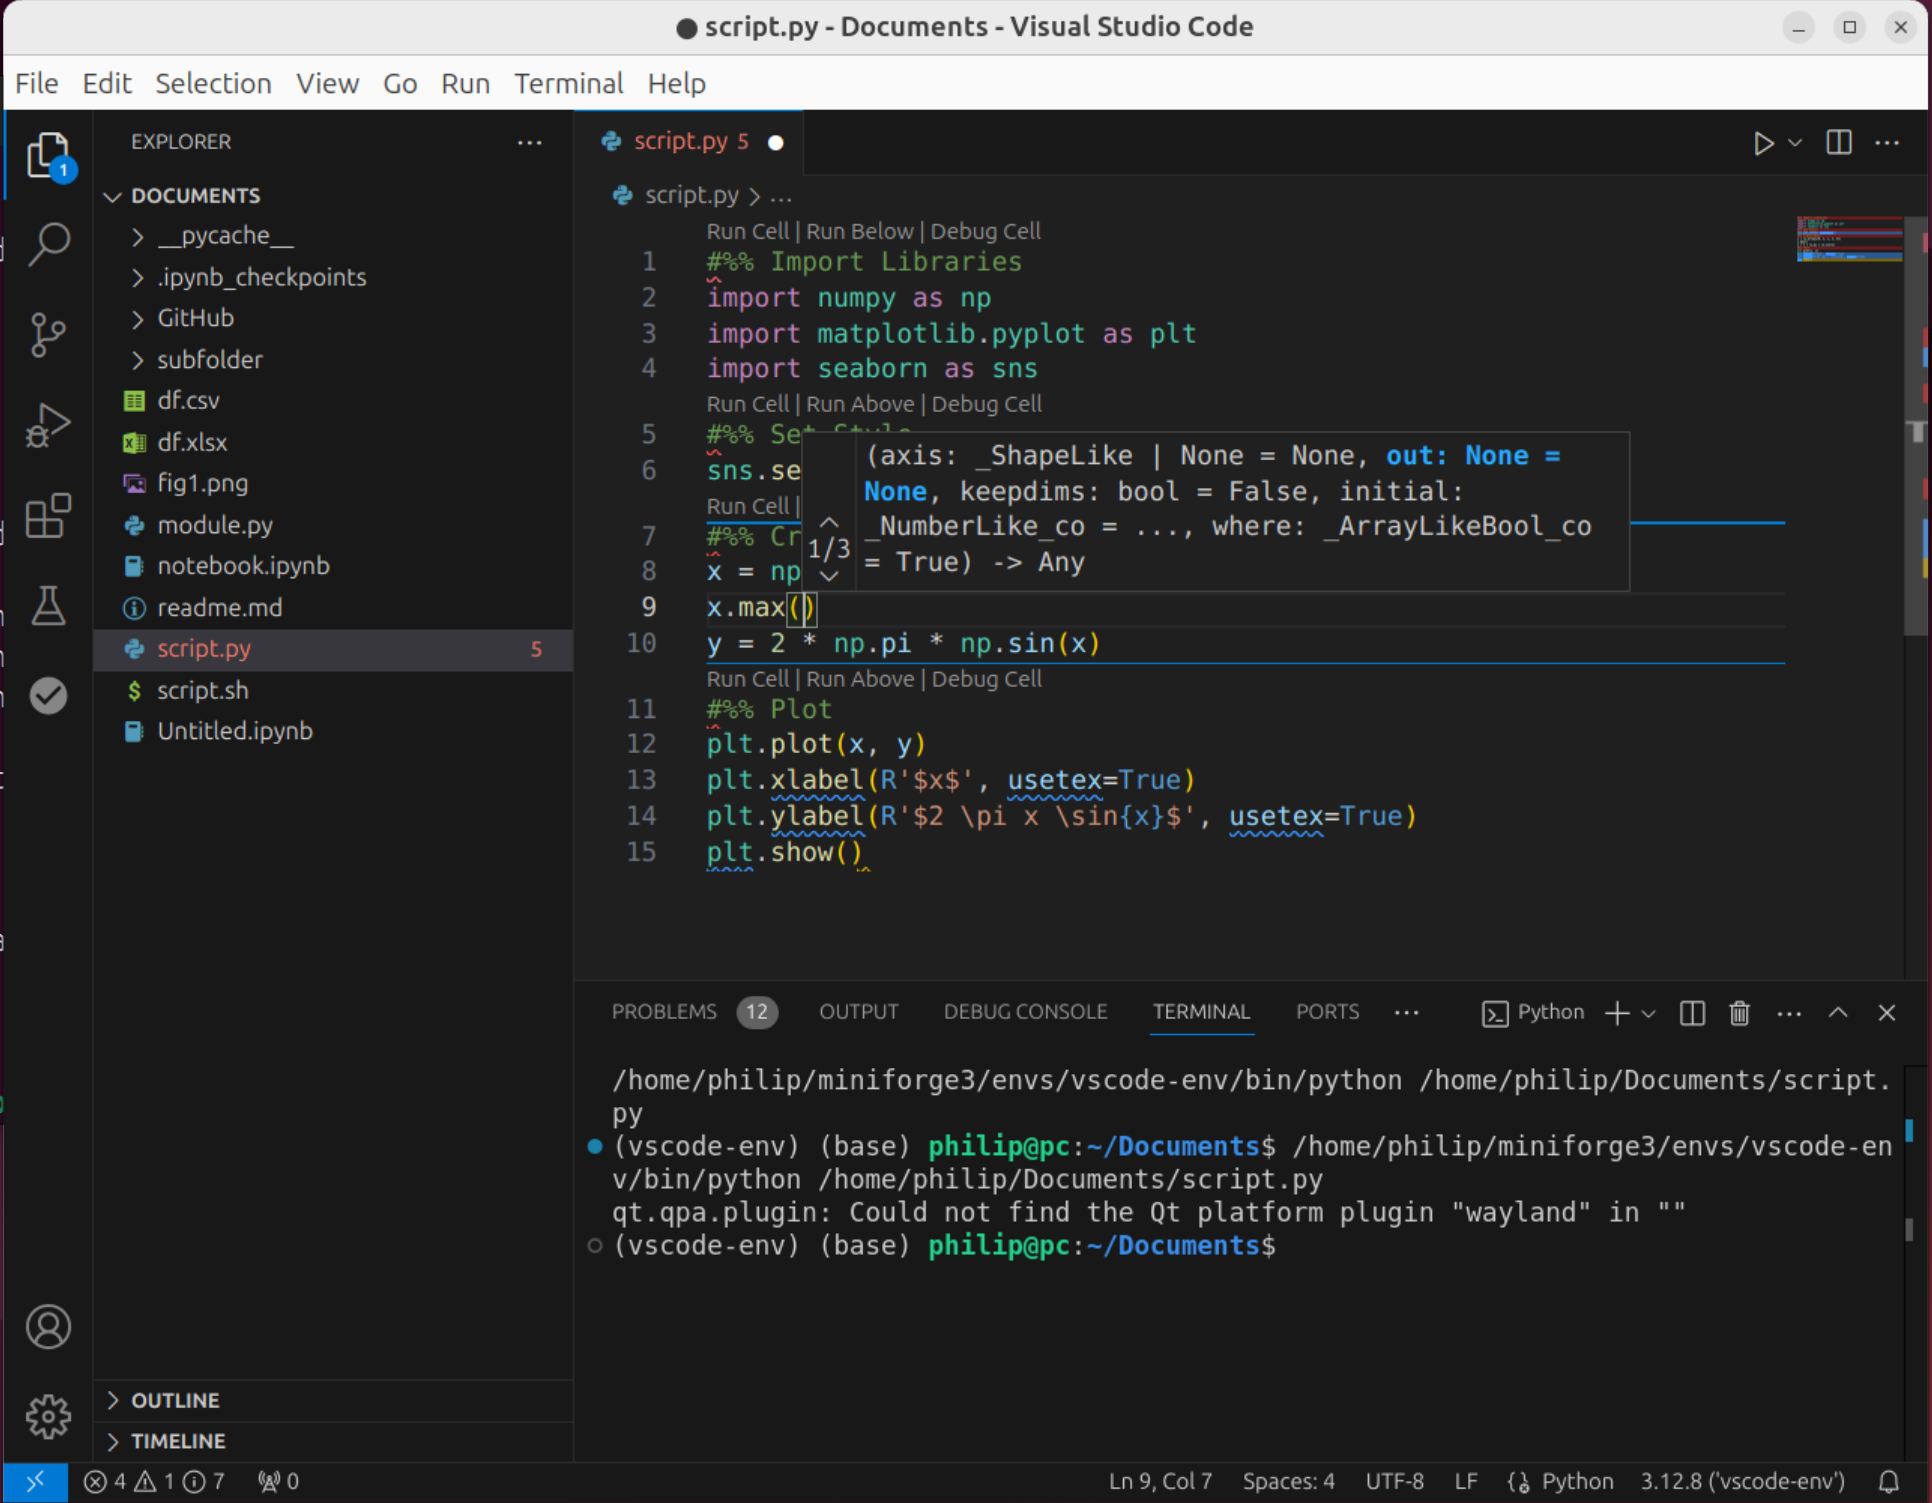 script.py - Documents - Visual Studio Code
File Edit Selection View Go Run Terminal Help
1
EXPLORER
DOCUMENTS
__pycache__
.ipynb_checkpoints
GitHub
subfolder
df.csv
df.xlsx
fig1.png
module.py
notebook.ipynb
readme.md
script.py 5
script.sh
Untitled.ipynb
OUTLINE
TIMELINE
script.py 5
script.py > ...
Run Cell | Run Below | Debug Cell
1 #%% Import Libraries
2 import numpy as np
3 import matplotlib.pyplot as plt
4 import seaborn as sns
Run Cell | Run Above | Debug Cell
5 #%% Set Style
6 sns.se
Run Cell |
7 #%% Cr
8 x = np
(axis: _ShapeLike | None = None, out: None =
None, keepdims: bool = False, initial:
_NumberLike_co = ..., where: _ArrayLikeBool_co
= True) -> Any
1/3
9 x.max()
10 y = 2 * np.pi * np.sin(x)
Run Cell | Run Above | Debug Cell
11 #%% Plot
12 plt.plot(x, y)
13 plt.xlabel(R'$x$', usetex=True)
14 plt.ylabel(R'$2 \pi x \sin{x}$', usetex=True)
15 plt.show()
PROBLEMS 12 OUTPUT DEBUG CONSOLE TERMINAL PORTS ... Python
/home/philip/miniforge3/envs/vscode-env/bin/python /home/philip/Documents/script.
py
(vscode-env) (base) philip@pc:~/Documents$ /home/philip/miniforge3/envs/vscode-en
v/bin/python /home/philip/Documents/script.py
qt.qpa.plugin: Could not find the Qt platform plugin "wayland" in ""
(vscode-env) (base) philip@pc:~/Documents$
4 1 7 0 Ln 9, Col 7 Spaces: 4 UTF-8 LF Python 3.12.8 ('vscode-env')